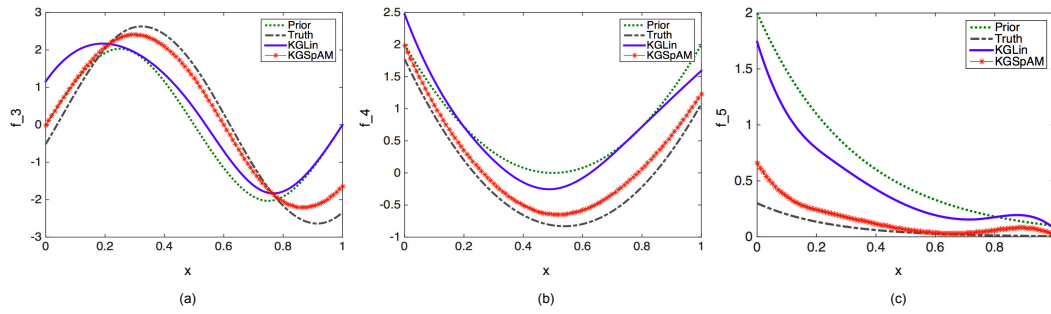 3
2
1
0
-1
-2
-3
f_3
0
0.2
0.4
0.6
0.8
1
x
Prior
Truth
KGLin
KGSpAM
(a)
2.5
2
1.5
1
0.5
0
-0.5
-1
f_4
0
0.2
0.4
0.6
0.8
1
x
Prior
Truth
KGLin
KGSpAM
(b)
2
1.5
1
0.5
0
f_5
0
0.2
0.4
0.6
0.8
x
Prior
Truth
KGLin
KGSpAM
(c)